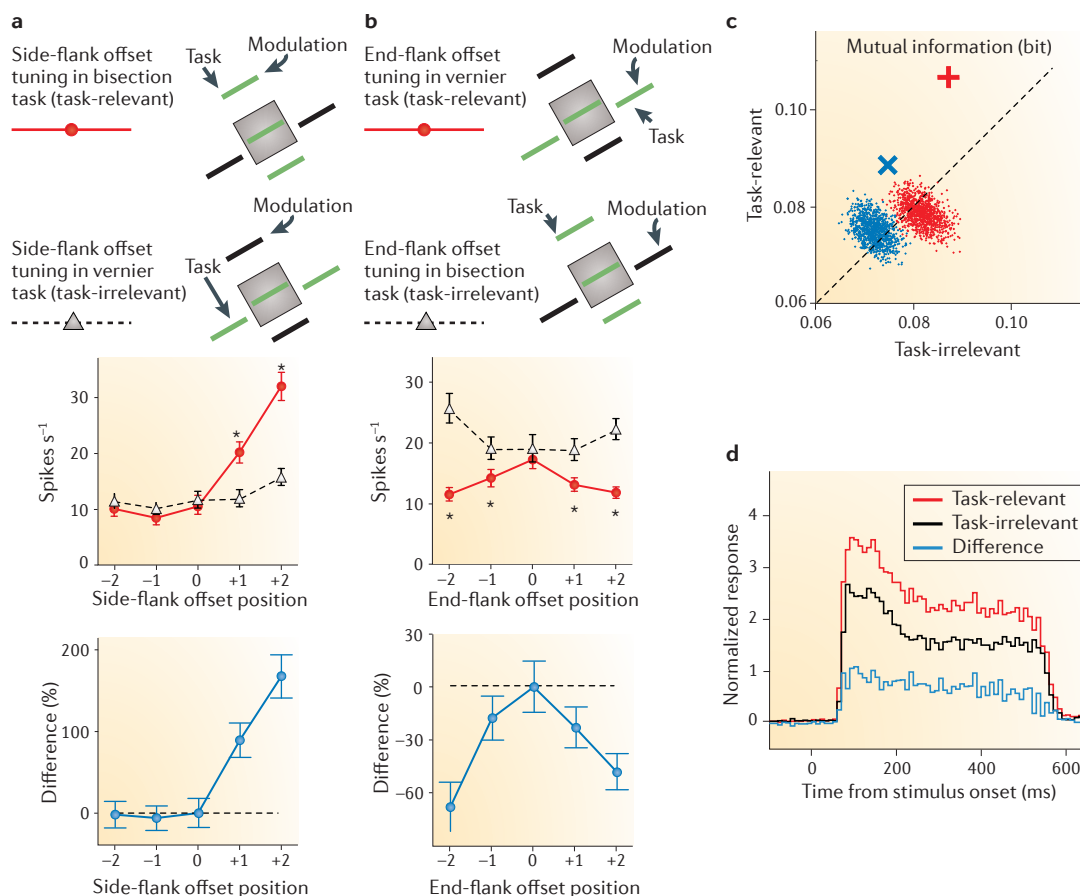 a
Side-flank offset
tuning in bisection
task (task-relevant)
Task
Modulation
Side-flank offset
tuning in vernier
task (task-irrelevant)
Modulation
Task
Spikes s⁻¹
30
20
10
0
*
*
–2
–1
0
+1
+2
Side-flank offset position
Difference (%)
200
100
0
–2
–1
0
+1
+2
Side-flank offset position
b
End-flank offset
tuning in vernier
task (task-relevant)
Modulation
Task
End-flank offset
tuning in bisection
task (task-irrelevant)
Task
Modulation
Spikes s⁻¹
30
20
10
0
*
*
*
*
–2
–1
0
+1
+2
End-flank offset position
Difference (%)
30
0
–30
–60
–2
–1
0
+1
+2
End-flank offset position
c
Mutual information (bit)
Task-relevant
0.10
0.08
0.06
0.06
0.08
0.10
Task-irrelevant
d
Task-relevant
Task-irrelevant
Difference
Normalized response
4
3
2
1
0
0
200
400
600
Time from stimulus onset (ms)